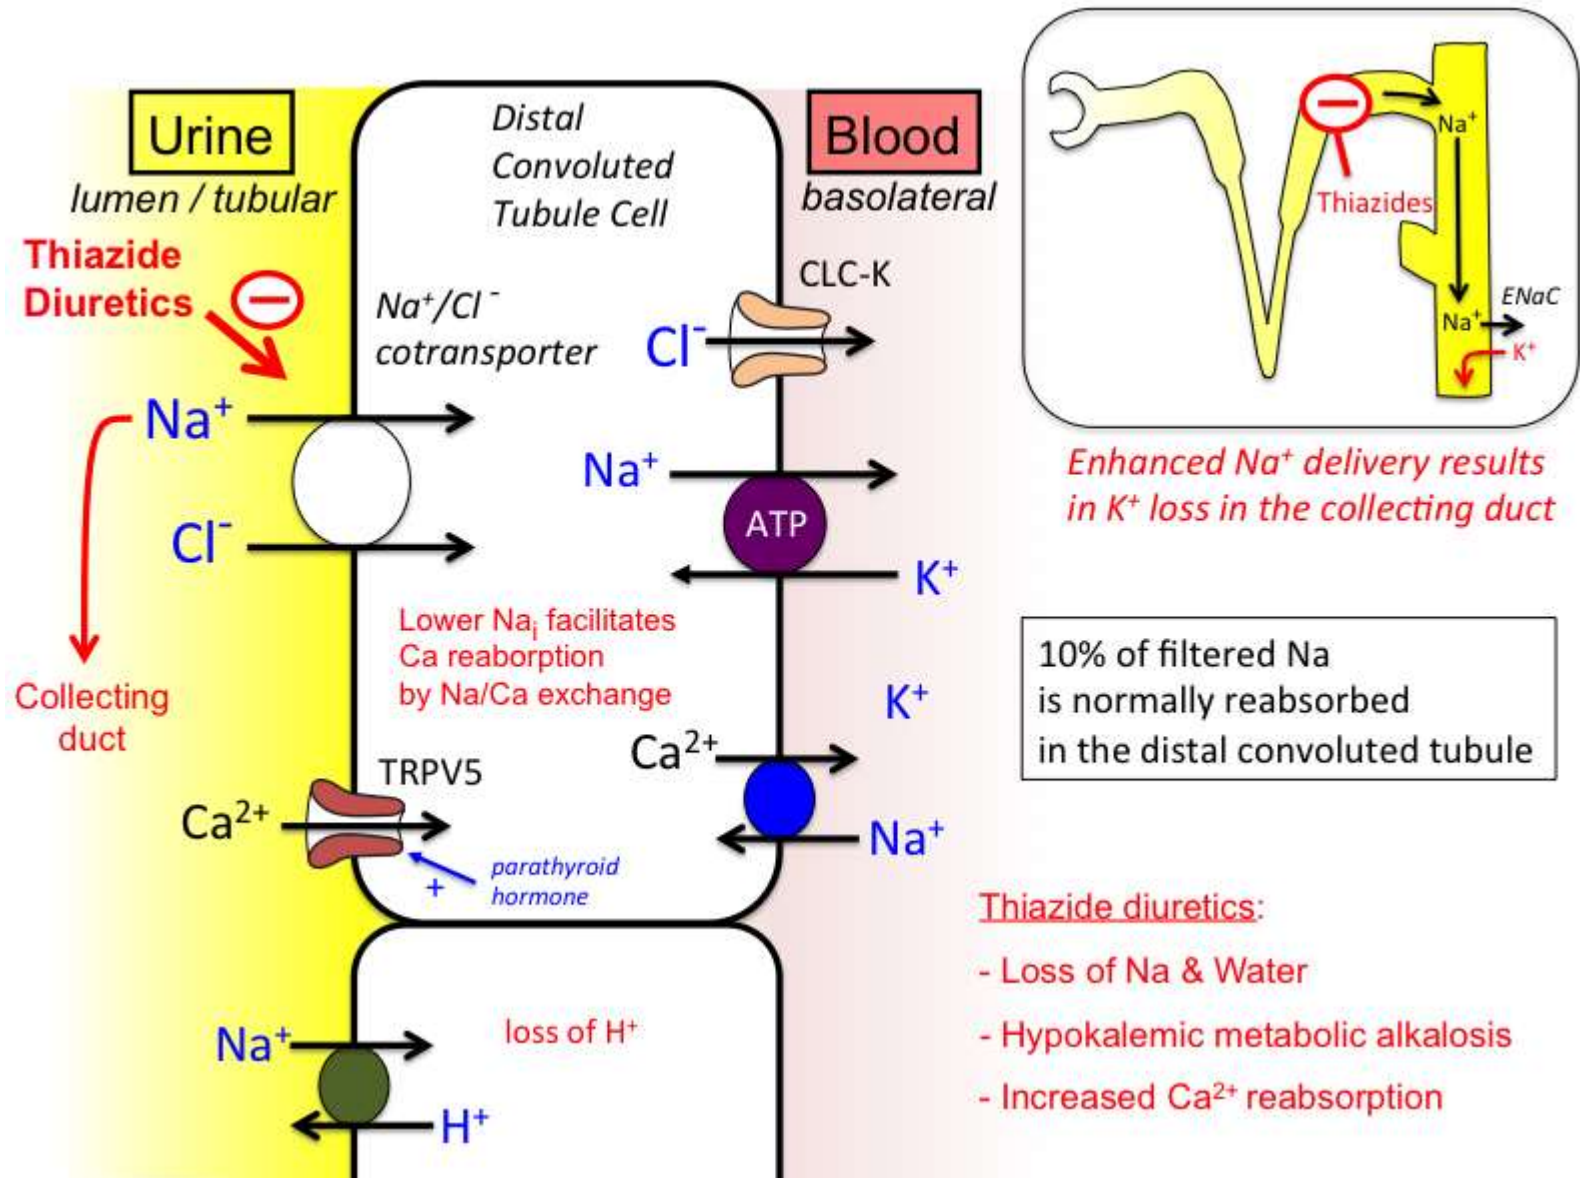 Urine
lumen / tubular
Thiazide
Diuretics
Distal
Convoluted
Tubule Cell
Blood
basolateral
Na⁺/Cl⁻
cotransporter
CLC-K
Cl⁻
Na⁺
Cl⁻
Na⁺
ATP
K⁺
Collecting
duct
Lower Naᵢ facilitates
Ca reaborption
by Na/Ca exchange
K⁺
Ca²⁺
TRPV5
Ca²⁺
Na⁺
+
parathyroid
hormone
Na⁺
loss of H⁺
H⁺
Na⁺
Thiazides
ENaC
Na⁺
K⁺
Enhanced Na⁺ delivery results
in K⁺ loss in the collecting duct
10% of filtered Na
is normally reabsorbed
in the distal convoluted tubule
Thiazide diuretics:
- Loss of Na & Water
- Hypokalemic metabolic alkalosis
- Increased Ca²⁺ reabsorption